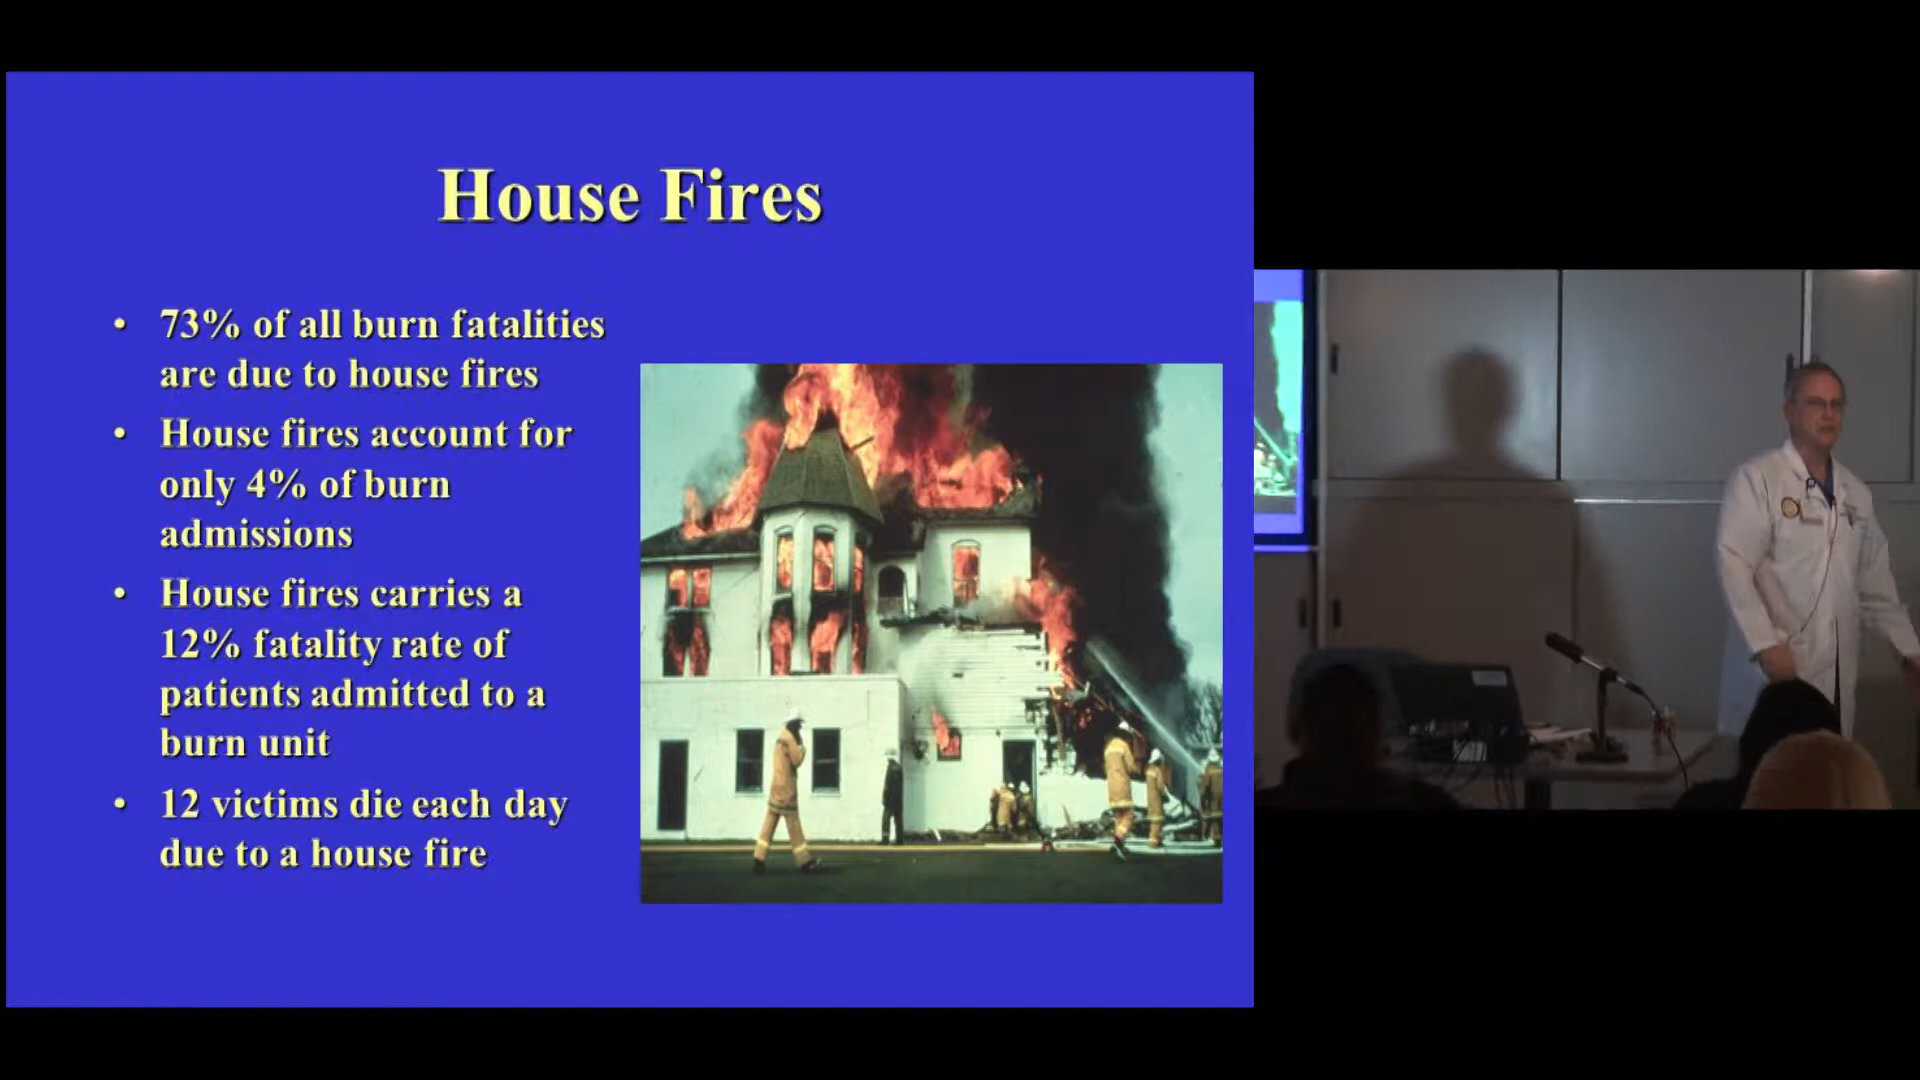 House Fires
• 73% of all burn fatalities
are due to house fires
• House fires account for
only 4% of burn
admissions
• House fires carries a
12% fatality rate of
patients admitted to a
burn unit
• 12 victims die each day
due to a house fire